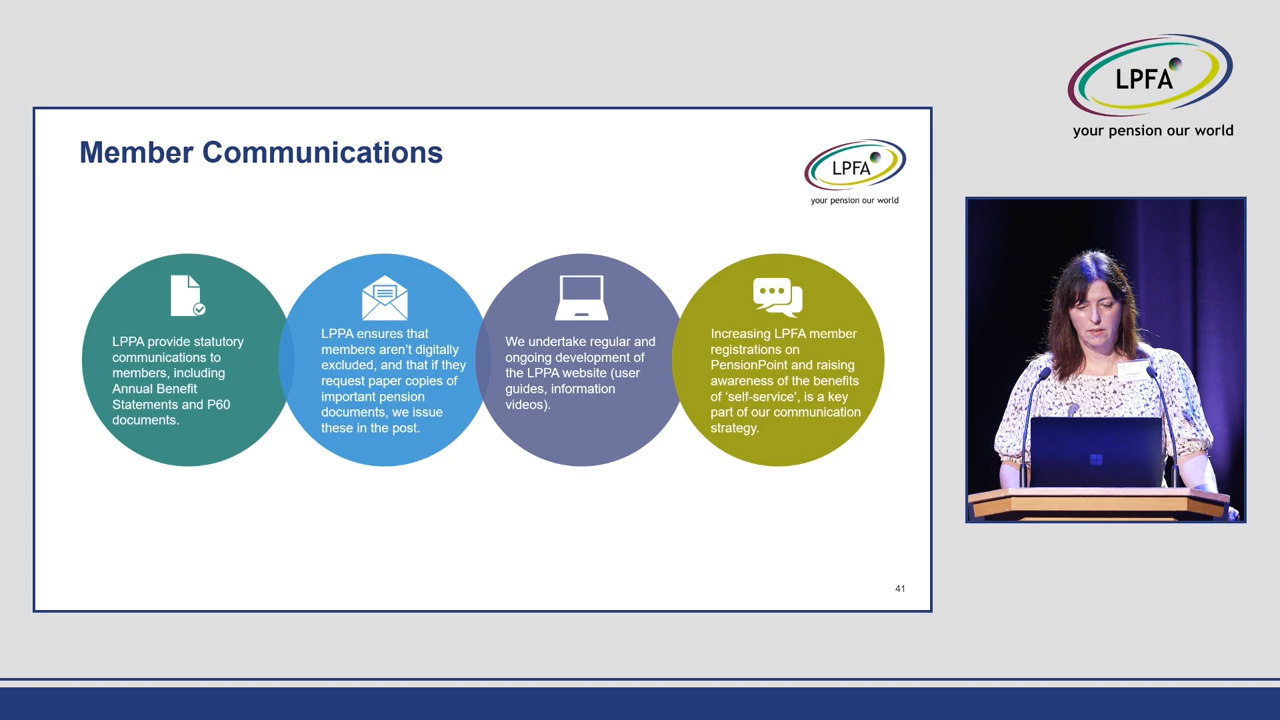 Member Communications
LPFA
your pension our world
LPPA provide statutory
communications to
members, including
Annual Benefit
Statements and P60
documents.
LPPA ensures that
members aren’t digitally
excluded, and that if they
request paper copies of
important pension
documents, we issue
these in the post.
We undertake regular and
ongoing development of
the LPPA website (user
guides, information
videos).
Increasing LPFA member
registrations on
PensionPoint and raising
awareness of the benefits
of ‘self-service’, is a key
part of our communication
strategy.
41
LPFA
your pension our world